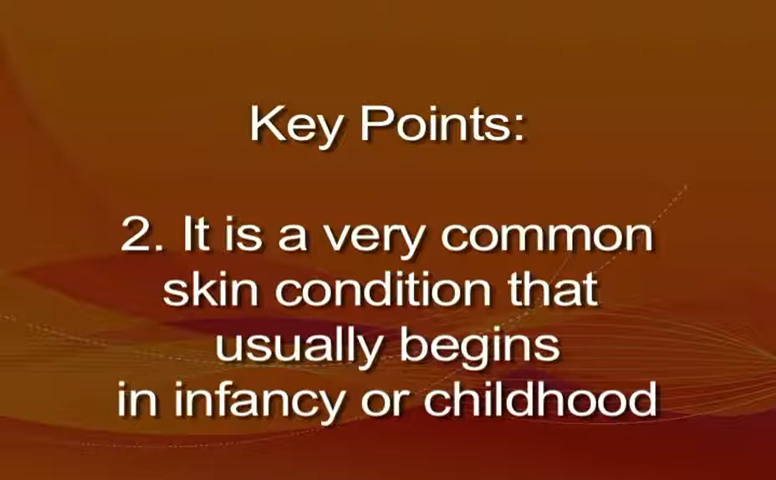 Key Points:
2. It is a very common
skin condition that
usually begins
in infancy or childhood